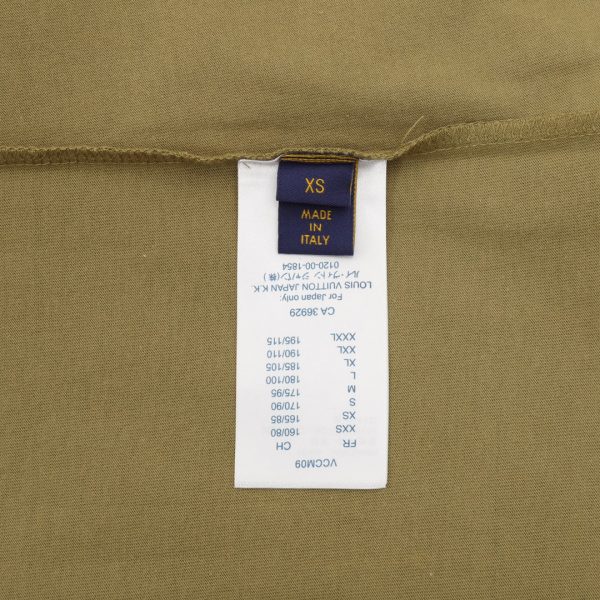 XS
MADE
IN
ITALY
VCCM09
FR CH
XXS 160/80
XS 165/85
S 170/90
M 175/95
L 180/100
XL 185/105
XXL 190/110
XXXL 195/115
CA 36929
For Japan only:
LOUIS VUITTON JAPAN K.K.
ルイ・ヴィトン ジャパン(株)
0120-00-1854